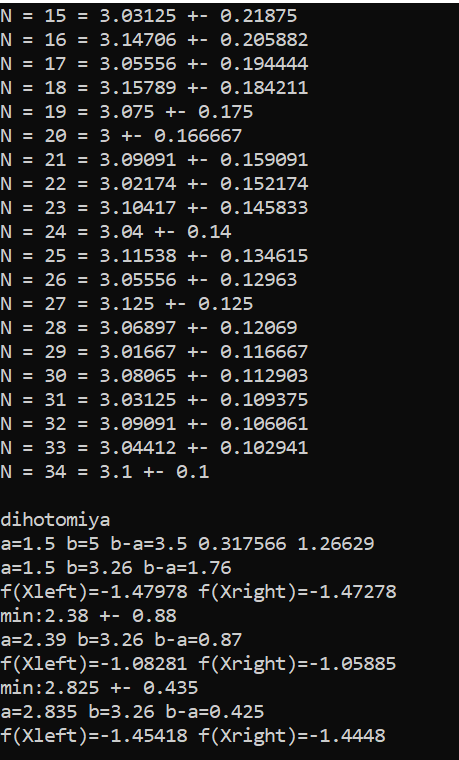 N = 15 = 3.03125 +- 0.21875
N = 16 = 3.14706 +- 0.205882
N = 17 = 3.05556 +- 0.194444
N = 18 = 3.15789 +- 0.184211
N = 19 = 3.075 +- 0.175
N = 20 = 3 +- 0.166667
N = 21 = 3.09091 +- 0.159091
N = 22 = 3.02174 +- 0.152174
N = 23 = 3.10417 +- 0.145833
N = 24 = 3.04 +- 0.14
N = 25 = 3.11538 +- 0.134615
N = 26 = 3.05556 +- 0.12963
N = 27 = 3.125 +- 0.125
N = 28 = 3.06897 +- 0.12069
N = 29 = 3.01667 +- 0.116667
N = 30 = 3.08065 +- 0.112903
N = 31 = 3.03125 +- 0.109375
N = 32 = 3.09091 +- 0.106061
N = 33 = 3.04412 +- 0.102941
N = 34 = 3.1 +- 0.1
dihotomiya
a=1.5 b=5 b-a=3.5 0.317566 1.26629
a=1.5 b=3.26 b-a=1.76
f(Xleft)=-1.47978 f(Xright)=-1.47278
min:2.38 +- 0.88
a=2.39 b=3.26 b-a=0.87
f(Xleft)=-1.08281 f(Xright)=-1.05885
min:2.825 +- 0.435
a=2.835 b=3.26 b-a=0.425
f(Xleft)=-1.45418 f(Xright)=-1.4448